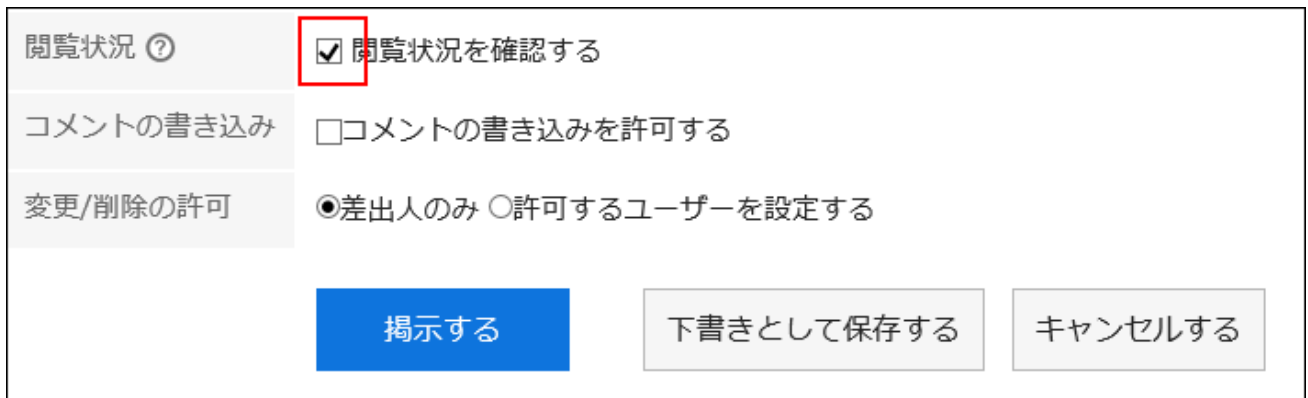 閲覧状況 ?
閲覧状況を確認する
コメントの書き込み
コメントの書き込みを許可する
変更/削除の許可
差出人のみ 許可するユーザーを設定する
掲示する
下書きとして保存する
キャンセルする